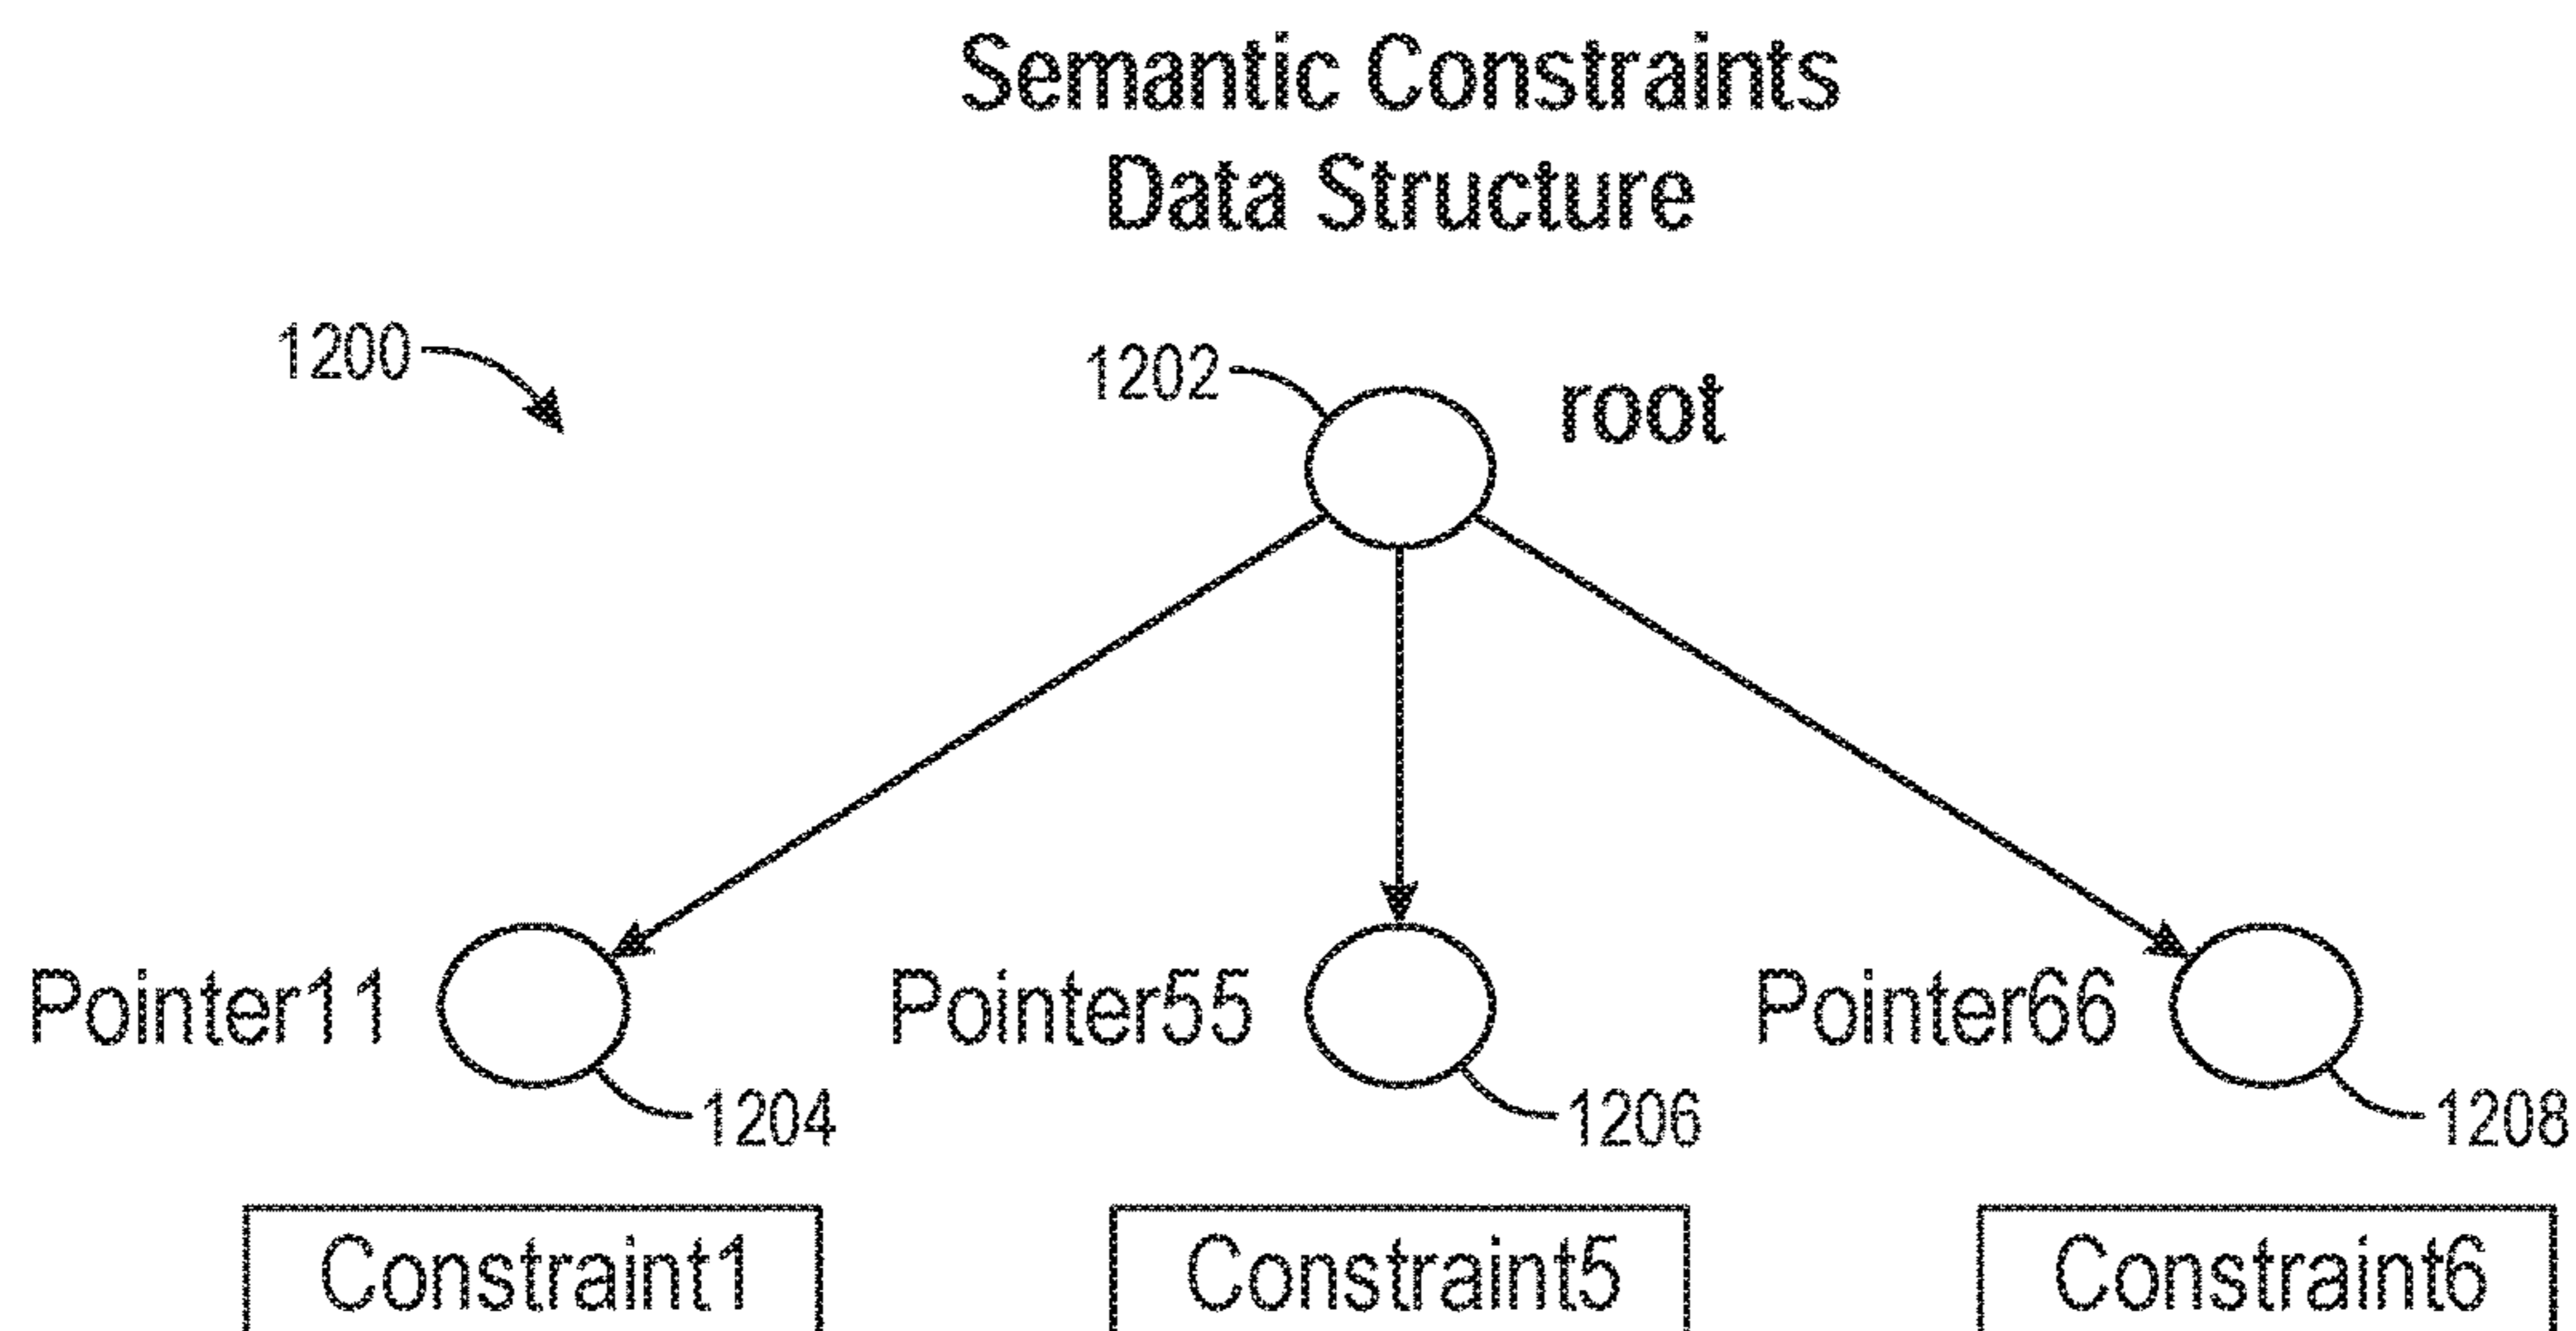 Semantic Constraints
Data Structure
1200
1202
root
Pointer11
Pointer55
Pointer66
1204
1206
1208
Constraint1
Constraint5
Constraint6